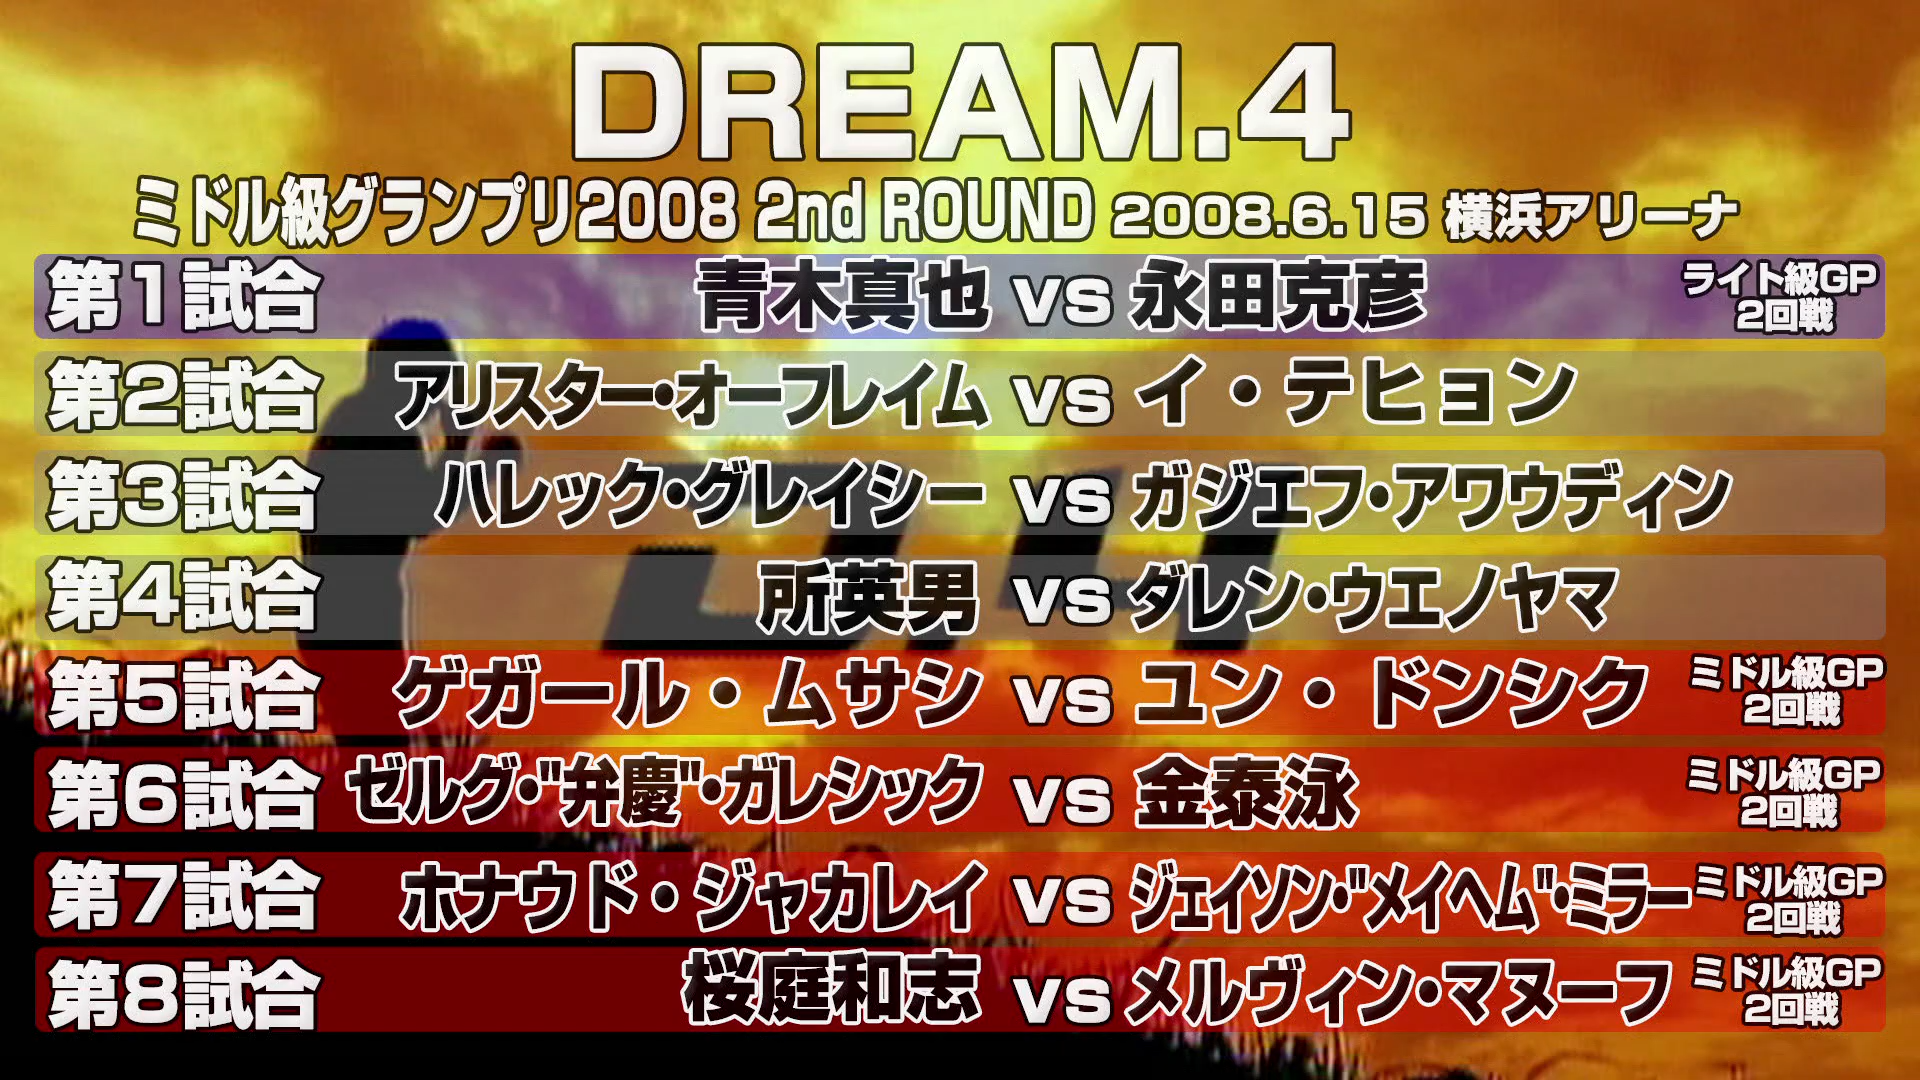 DREAM.4
ミドル級グランプリ2008 2nd ROUND 2008.6.15 横浜アリーナ
第1試合 青木真也 VS 永田克彦 ライト級GP
2回戦
第2試合 アリスター・オーフレイム VS イ・テヒョン
第3試合 ハレック・グレイシー VS ガジエフ・アワウディン
第4試合 所英男 VS ダレン・ウエノヤマ
第5試合 ゲガール・ムサシ VS ユン・ドンシク ミドル級GP
2回戦
第6試合 ゼルグ・"弁慶"・ガレシック VS 金泰泳 ミドル級GP
2回戦
第7試合 ホナウド・ジャカレイ VS ジェイソン・"メイヘム"・ミラー ミドル級GP
2回戦
第8試合 桜庭和志 VS メルヴィン・マヌーフ ミドル級GP
2回戦